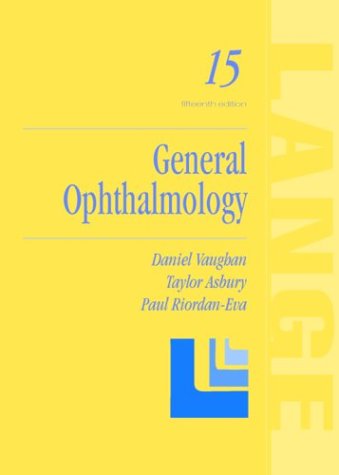 15
fifteenth edition
General
Ophthalmology
Daniel Vaughan
Taylor Asbury
Paul Riordan-Eva
LANGE